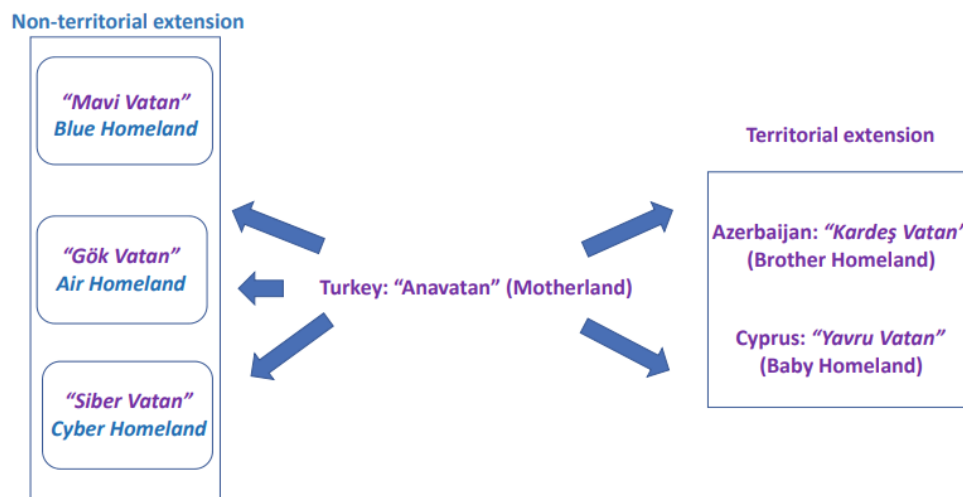 Non-territorial extension
“Mavi Vatan”
Blue Homeland
“Gök Vatan”
Air Homeland
“Siber Vatan”
Cyber Homeland
Turkey: “Anavatan” (Motherland)
Territorial extension
Azerbaijan: “Kardeş Vatan”
(Brother Homeland)
Cyprus: “Yavru Vatan”
(Baby Homeland)